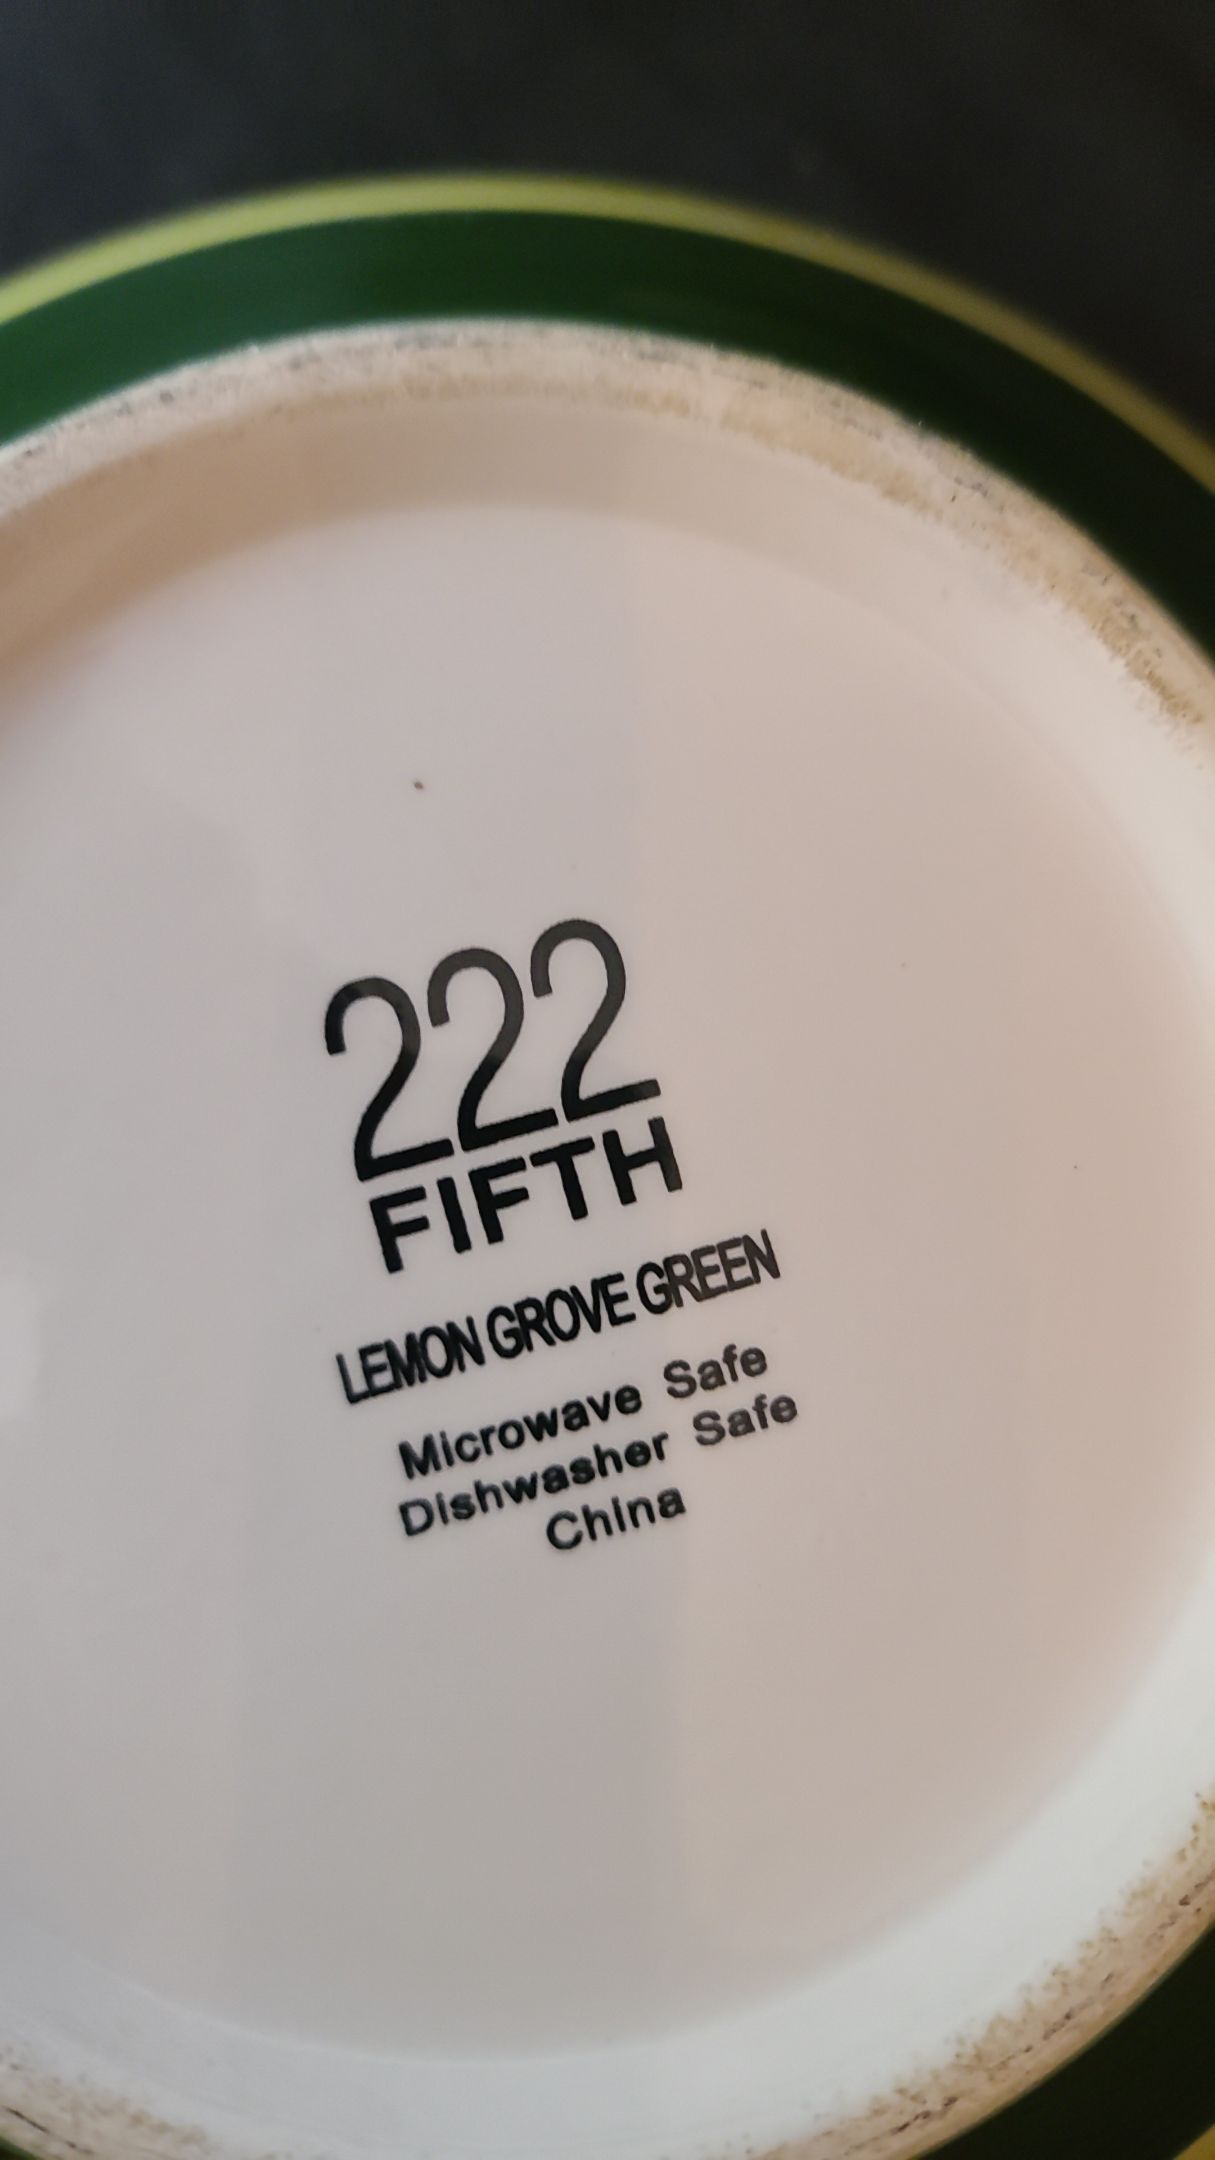 222
FIFTH
LEMON GROVE GREEN
Microwave Safe
Dishwasher Safe
China